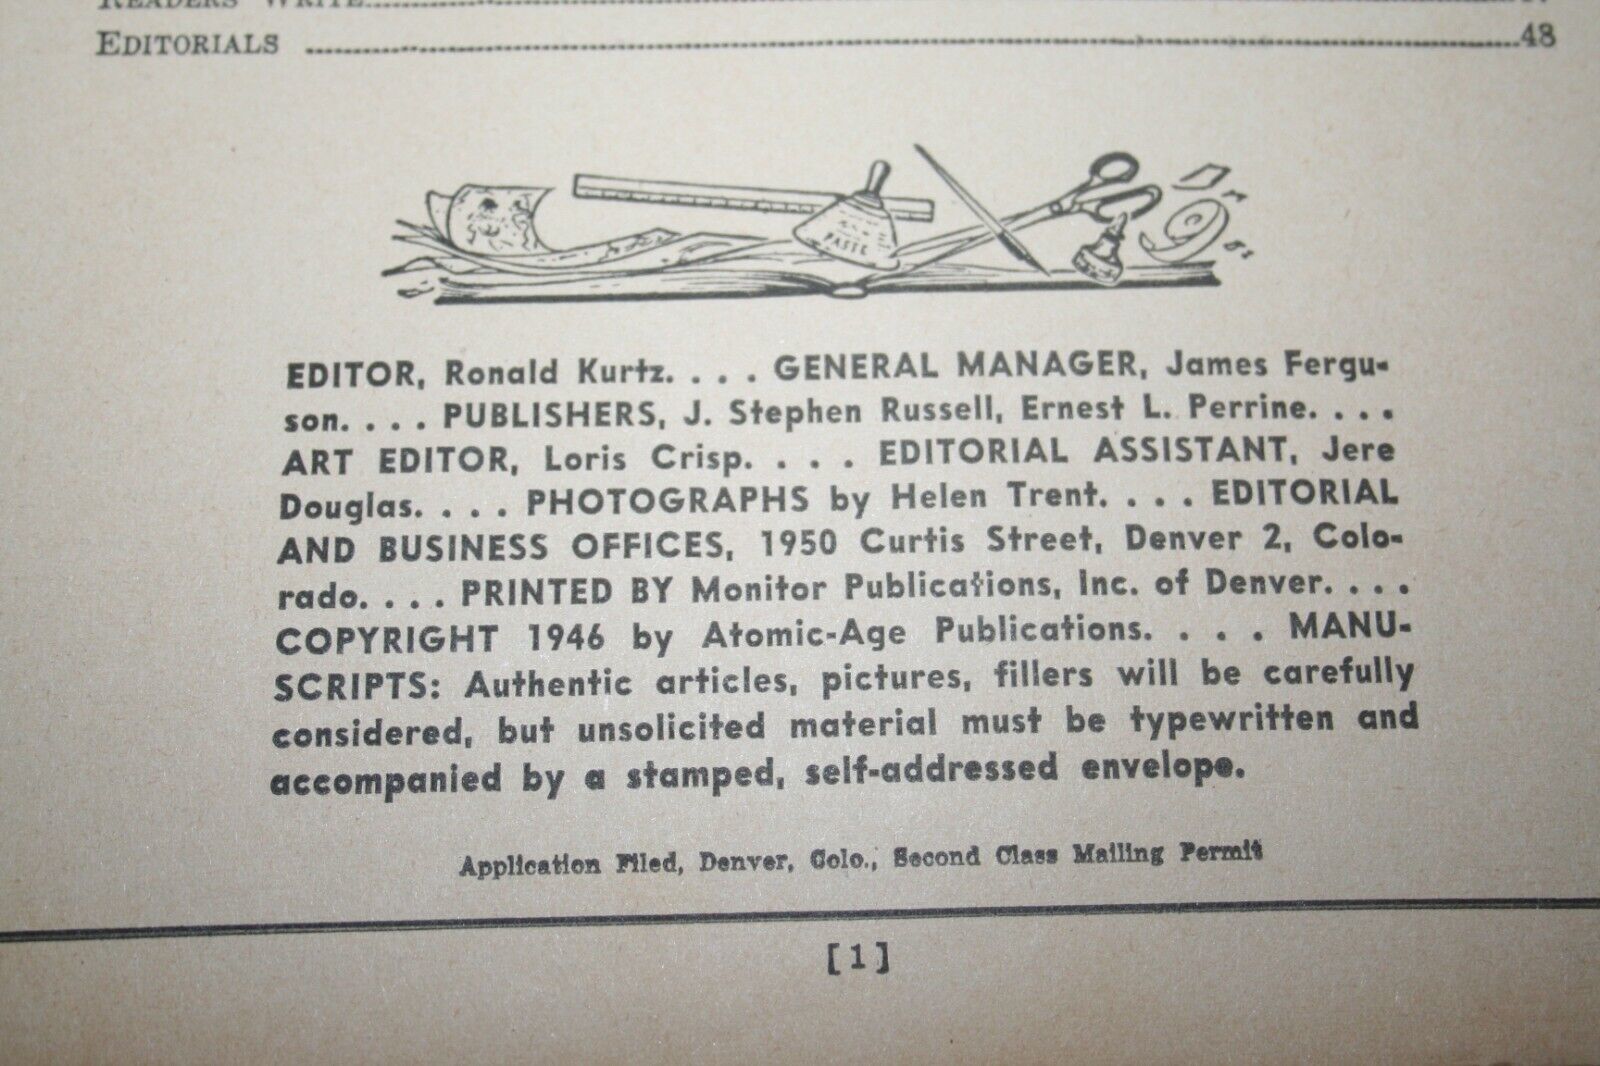 READERS WRITE
EDITORIALS 48
PASTE
EDITOR, Ronald Kurtz. . . . GENERAL MANAGER, James Fergu-
son. . . . PUBLISHERS, J. Stephen Russell, Ernest L. Perrine. . . .
ART EDITOR, Loris Crisp. . . . EDITORIAL ASSISTANT, Jere
Douglas. . . . PHOTOGRAPHS by Helen Trent. . . . EDITORIAL
AND BUSINESS OFFICES, 1950 Curtis Street, Denver 2, Colo-
rado. . . . PRINTED BY Monitor Publications, Inc. of Denver. . . .
COPYRIGHT 1946 by Atomic-Age Publications. . . . MANU-
SCRIPTS: Authentic articles, pictures, fillers will be carefully
considered, but unsolicited material must be typewritten and
accompanied by a stamped, self-addressed envelope.
Application Filed, Denver, Colo., Second Class Mailing Permit
[1]